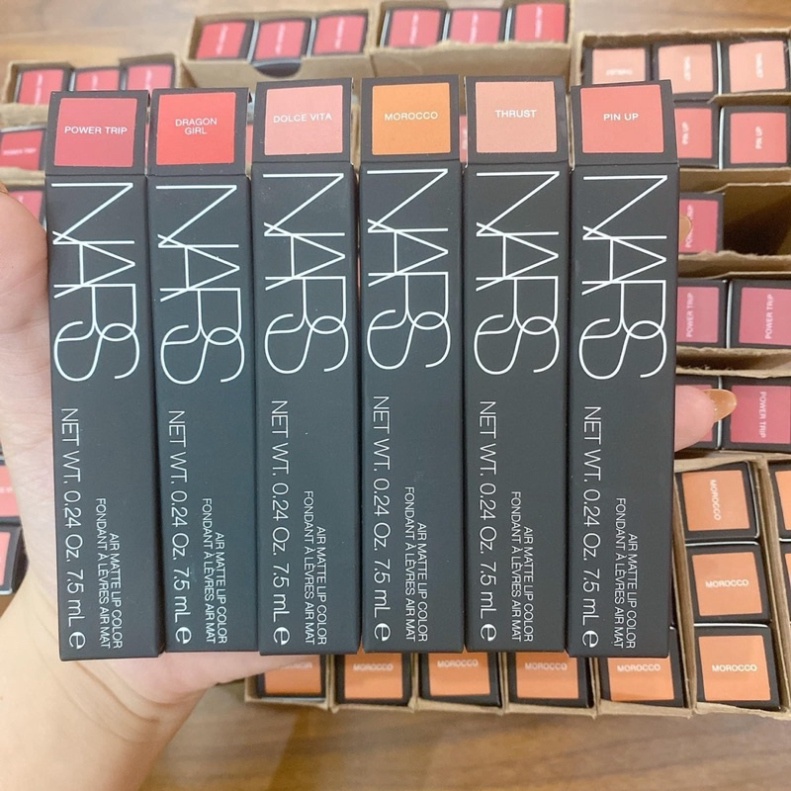 POWER TRIP
DRAGON
GIRL
DOLCE VITA
MOROCCO
THRUST
PIN UP
NARS
NET WT. 0.24 Oz. 7.5 mL e
AIR MATTE LIP COLOR
FONDANT À LÈVRES AIR MAT
NARS
NET WT. 0.24 Oz. 7.5 mL e
AIR MATTE LIP COLOR
FONDANT À LÈVRES AIR MAT
NARS
NET WT. 0.24 Oz. 7.5 mL e
AIR MATTE LIP COLOR
FONDANT À LÈVRES AIR MAT
NARS
NET WT. 0.24 Oz. 7.5 mL e
AIR MATTE LIP COLOR
FONDANT À LÈVRES AIR MAT
NARS
NET WT. 0.24 Oz. 7.5 mL e
AIR MATTE LIP COLOR
FONDANT À LÈVRES AIR MAT
NARS
NET WT. 0.24 Oz. 7.5 mL e
AIR MATTE LIP COLOR
FONDANT À LÈVRES AIR MAT
THRUST
THRUST
THRUST
PIN UP
PIN UP
POWER TRIP
POWER TRIP
POWER TRIP
MOROCCO
MOROCCO
MOROCCO
MOROCCO
MOROCCO
MOROCCO
MOROCCO